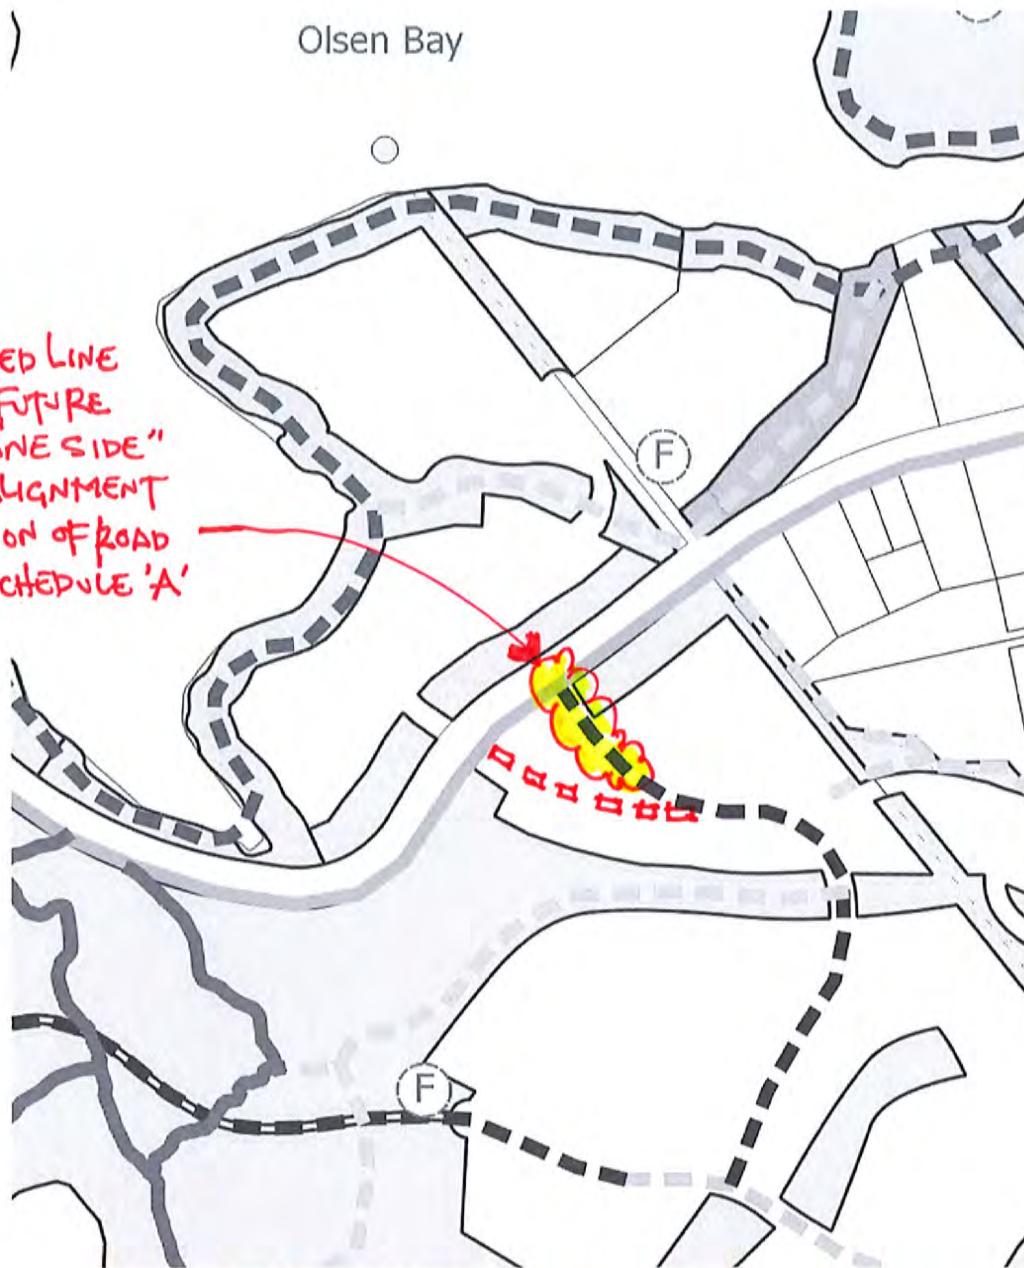 Olsen Bay
ED LINE
FUTURE
NE SIDE"
LIGNMENT
ON OF ROAD
CHEDULE 'A'
F
F